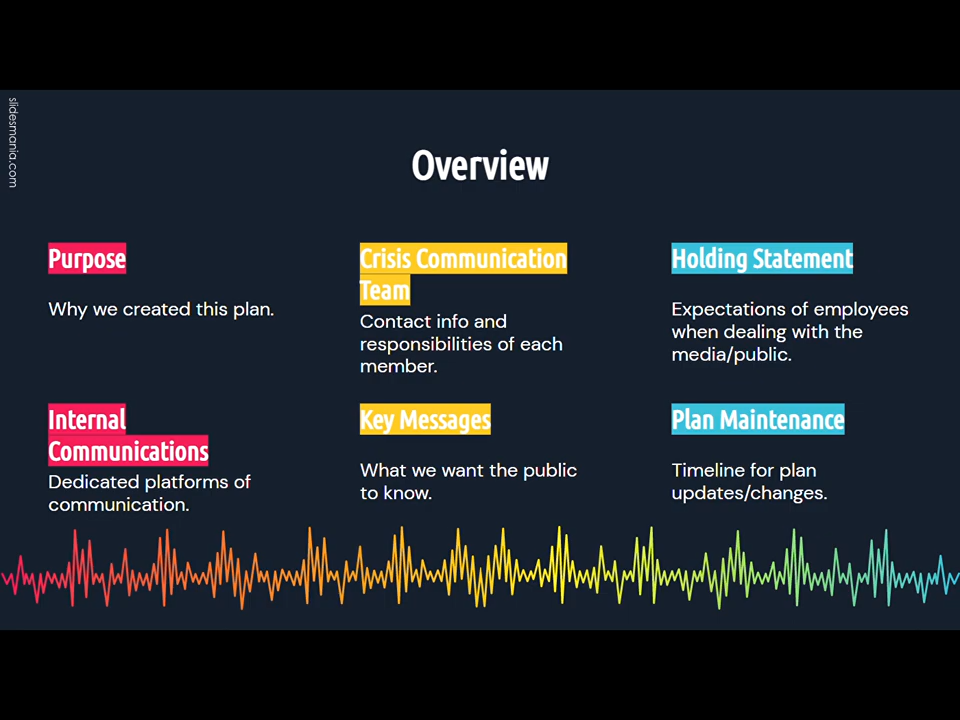 slidesmania.com
Overview
Purpose
Why we created this plan.
Crisis Communication
Team
Contact info and
responsibilities of each
member.
Holding Statement
Expectations of employees
when dealing with the
media/public.
Internal
Communications
Dedicated platforms of
communication.
Key Messages
What we want the public
to know.
Plan Maintenance
Timeline for plan
updates/changes.